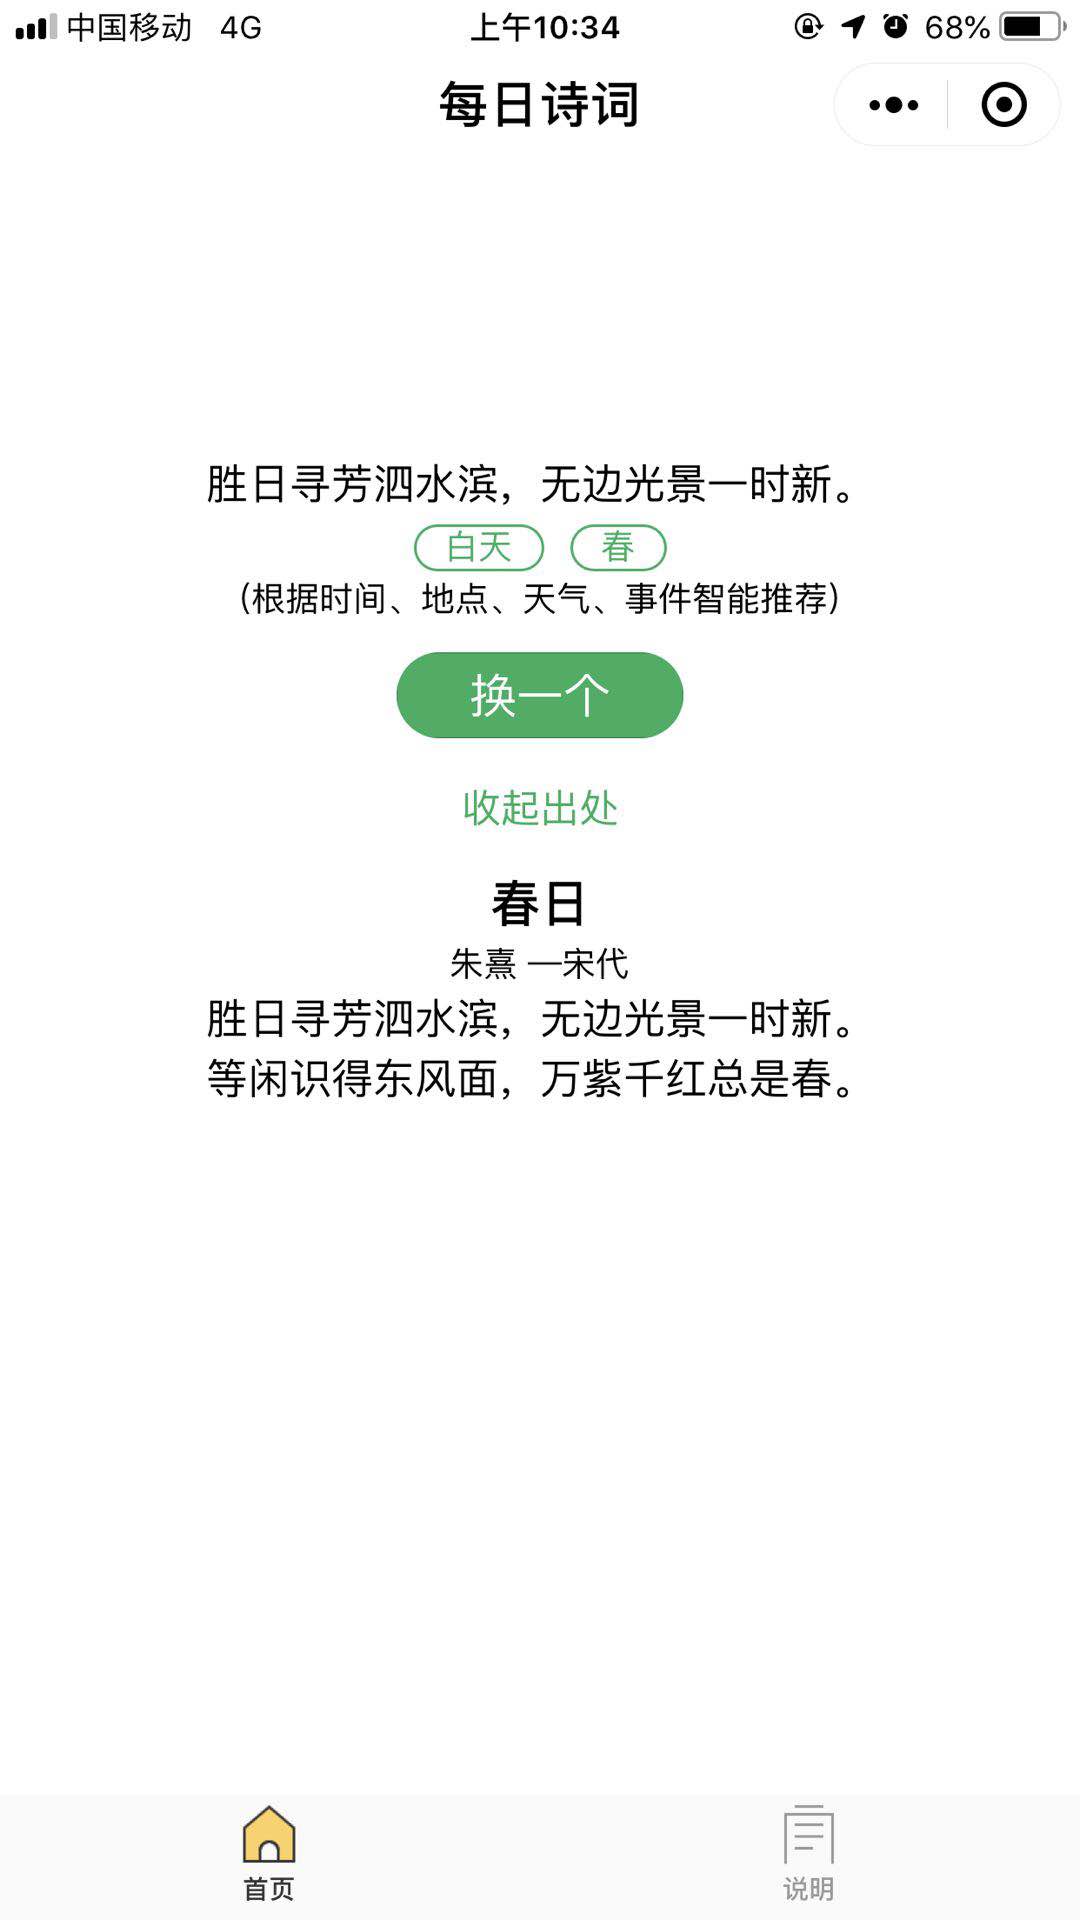 中国移动 4G 上午10:34 68%
每日诗词
胜日寻芳泗水滨，无边光景一时新。
白天 春
（根据时间、地点、天气、事件智能推荐）
换一个
收起出处
春日
朱熹 —宋代
胜日寻芳泗水滨，无边光景一时新。
等闲识得东风面，万紫千红总是春。
首页 说明